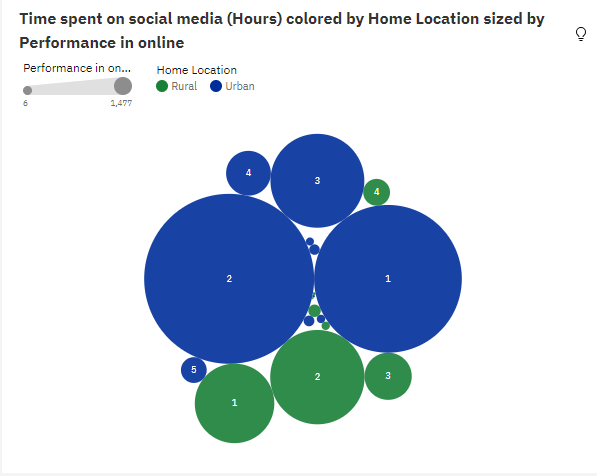 Time spent on social media (Hours) colored by Home Location sized by
Performance in online
Performance in on...
Home Location
6
1,477
Rural
Urban
4
3
4
2
1
5
1
2
3